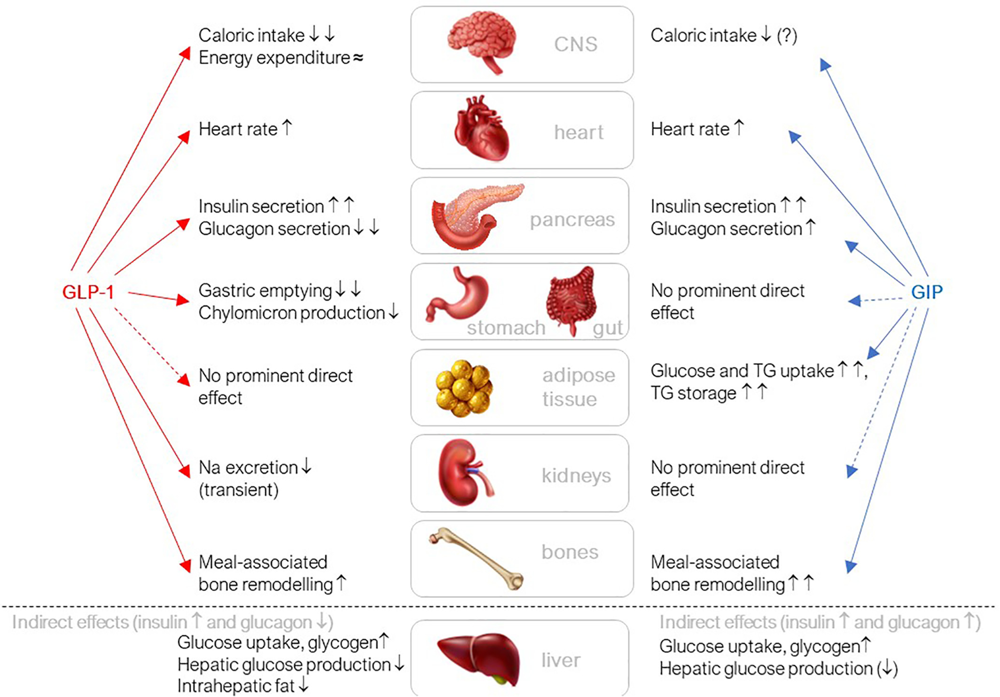 Caloric intake ↓ ↓
Energy expenditure ≈
CNS
Caloric intake ↓ (?)
Heart rate ↑
heart
Heart rate ↑
Insulin secretion ↑ ↑
Glucagon secretion ↓ ↓
pancreas
Insulin secretion ↑ ↑
Glucagon secretion ↑
GLP-1
Gastric emptying ↓ ↓
Chylomicron production ↓
stomach
gut
No prominent direct
effect
GIP
No prominent direct
effect
adipose
tissue
Glucose and TG uptake ↑ ↑,
TG storage ↑ ↑
Na excretion ↓
(transient)
kidneys
No prominent direct
effect
Meal-associated
bone remodelling ↑
bones
Meal-associated
bone remodelling ↑ ↑
Indirect effects (insulin ↑ and glucagon ↓)
Glucose uptake, glycogen ↑
Hepatic glucose production ↓
Intrahepatic fat ↓
liver
Indirect effects (insulin ↑ and glucagon ↑)
Glucose uptake, glycogen ↑
Hepatic glucose production (↓)